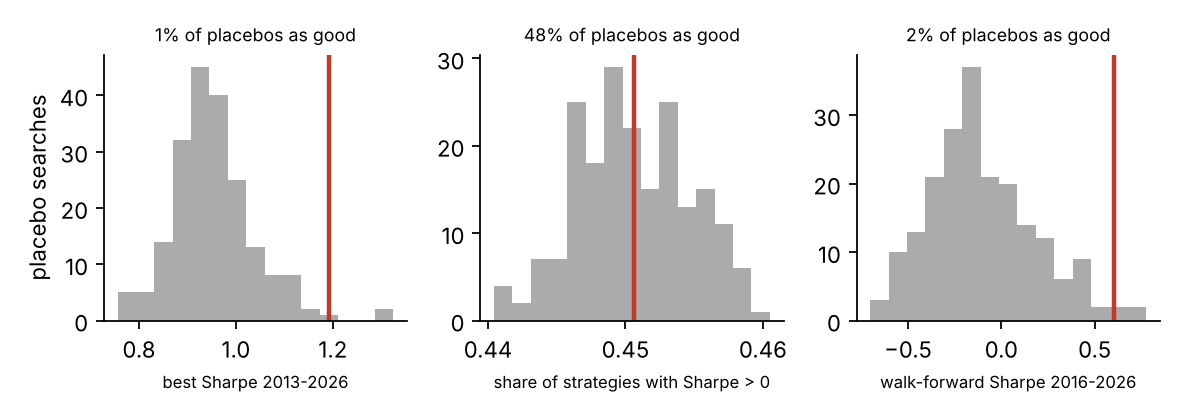 1% of placebos as good
48% of placebos as good
2% of placebos as good
placebo searches
40
30
20
10
0
0.8 1.0 1.2
best Sharpe 2013-2026
30
20
10
0
0.44 0.45 0.46
share of strategies with Sharpe > 0
30
20
10
0
−0.5 0.0 0.5
walk-forward Sharpe 2016-2026